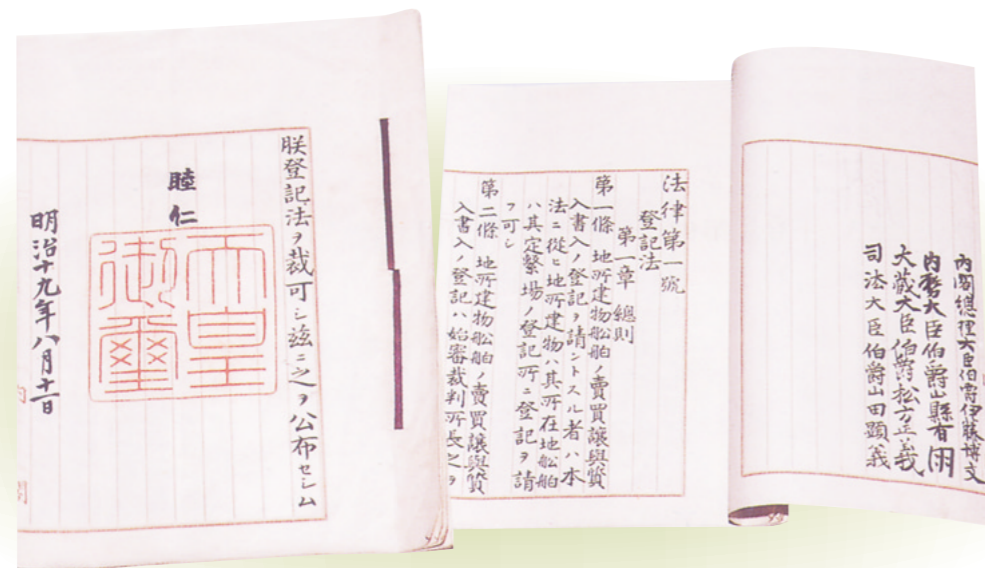 朕登記法ヲ裁可シ茲ニ之ヲ公布セシム
睦仁
天皇御璽
明治十九年八月十一日
内閣總理大臣伯爵伊藤博文
内務大臣伯爵山縣有朋
大藏大臣伯爵松方正義
司法大臣伯爵山田顯義
法律第一號
登記法
第一章 總則
第一條 地所建物船舶ノ賣買讓與質
入書入ノ登記ヲ請ントスル者ハ本
法ニ從ヒ地所建物ハ其所在地船舶
ハ其定繫場ノ登記所ニ登記ヲ請
フ可シ
第二條 地所建物船舶ノ賣買讓與質
入書入ノ登記ハ始審裁判所長之ヲ